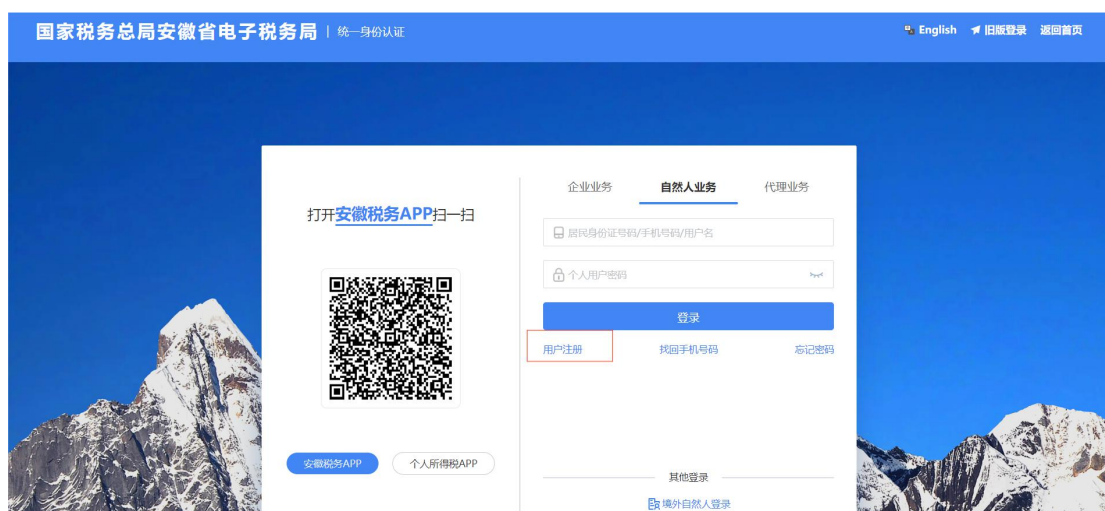 国家税务总局安徽省电子税务局 | 统一身份认证
English 旧版登录 返回首页
打开安徽税务APP扫一扫
安徽税务APP 个人所得税APP
企业业务 自然人业务 代理业务
居民身份证号码/手机号码/用户名
个人用户密码
登录
用户注册 找回手机号码 忘记密码
其他登录
境外自然人登录